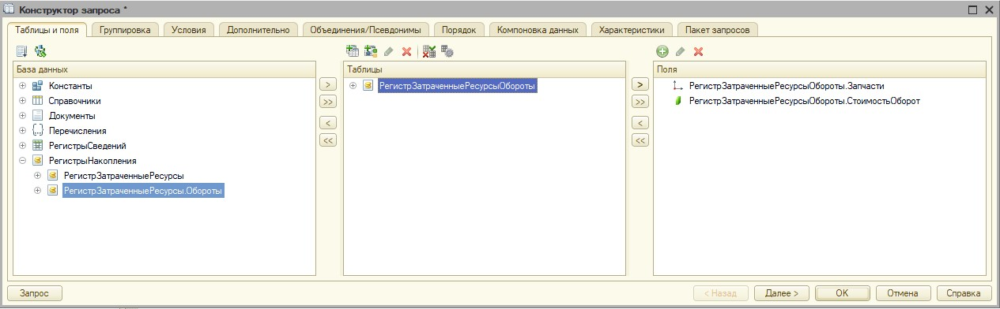 Конструктор запроса *
Таблицы и поля
Группировка
Условия
Дополнительно
Объединения/Псевдонимы
Порядок
Компоновка данных
Характеристики
Пакет запросов
База данных
Константы
Справочники
Документы
Перечисления
РегистрыСведений
РегистрыНакопления
РегистрЗатраченныеРесурсы
РегистрЗатраченныеРесурсы.Обороты
>
>>
<
<<
Таблицы
РегистрЗатраченныеРесурсыОбороты
>
>>
<
<<
Поля
РегистрЗатраченныеРесурсыОбороты.Запчасти
РегистрЗатраченныеРесурсыОбороты.СтоимостьОборот
Запрос
< Назад
Далее >
OK
Отмена
Справка